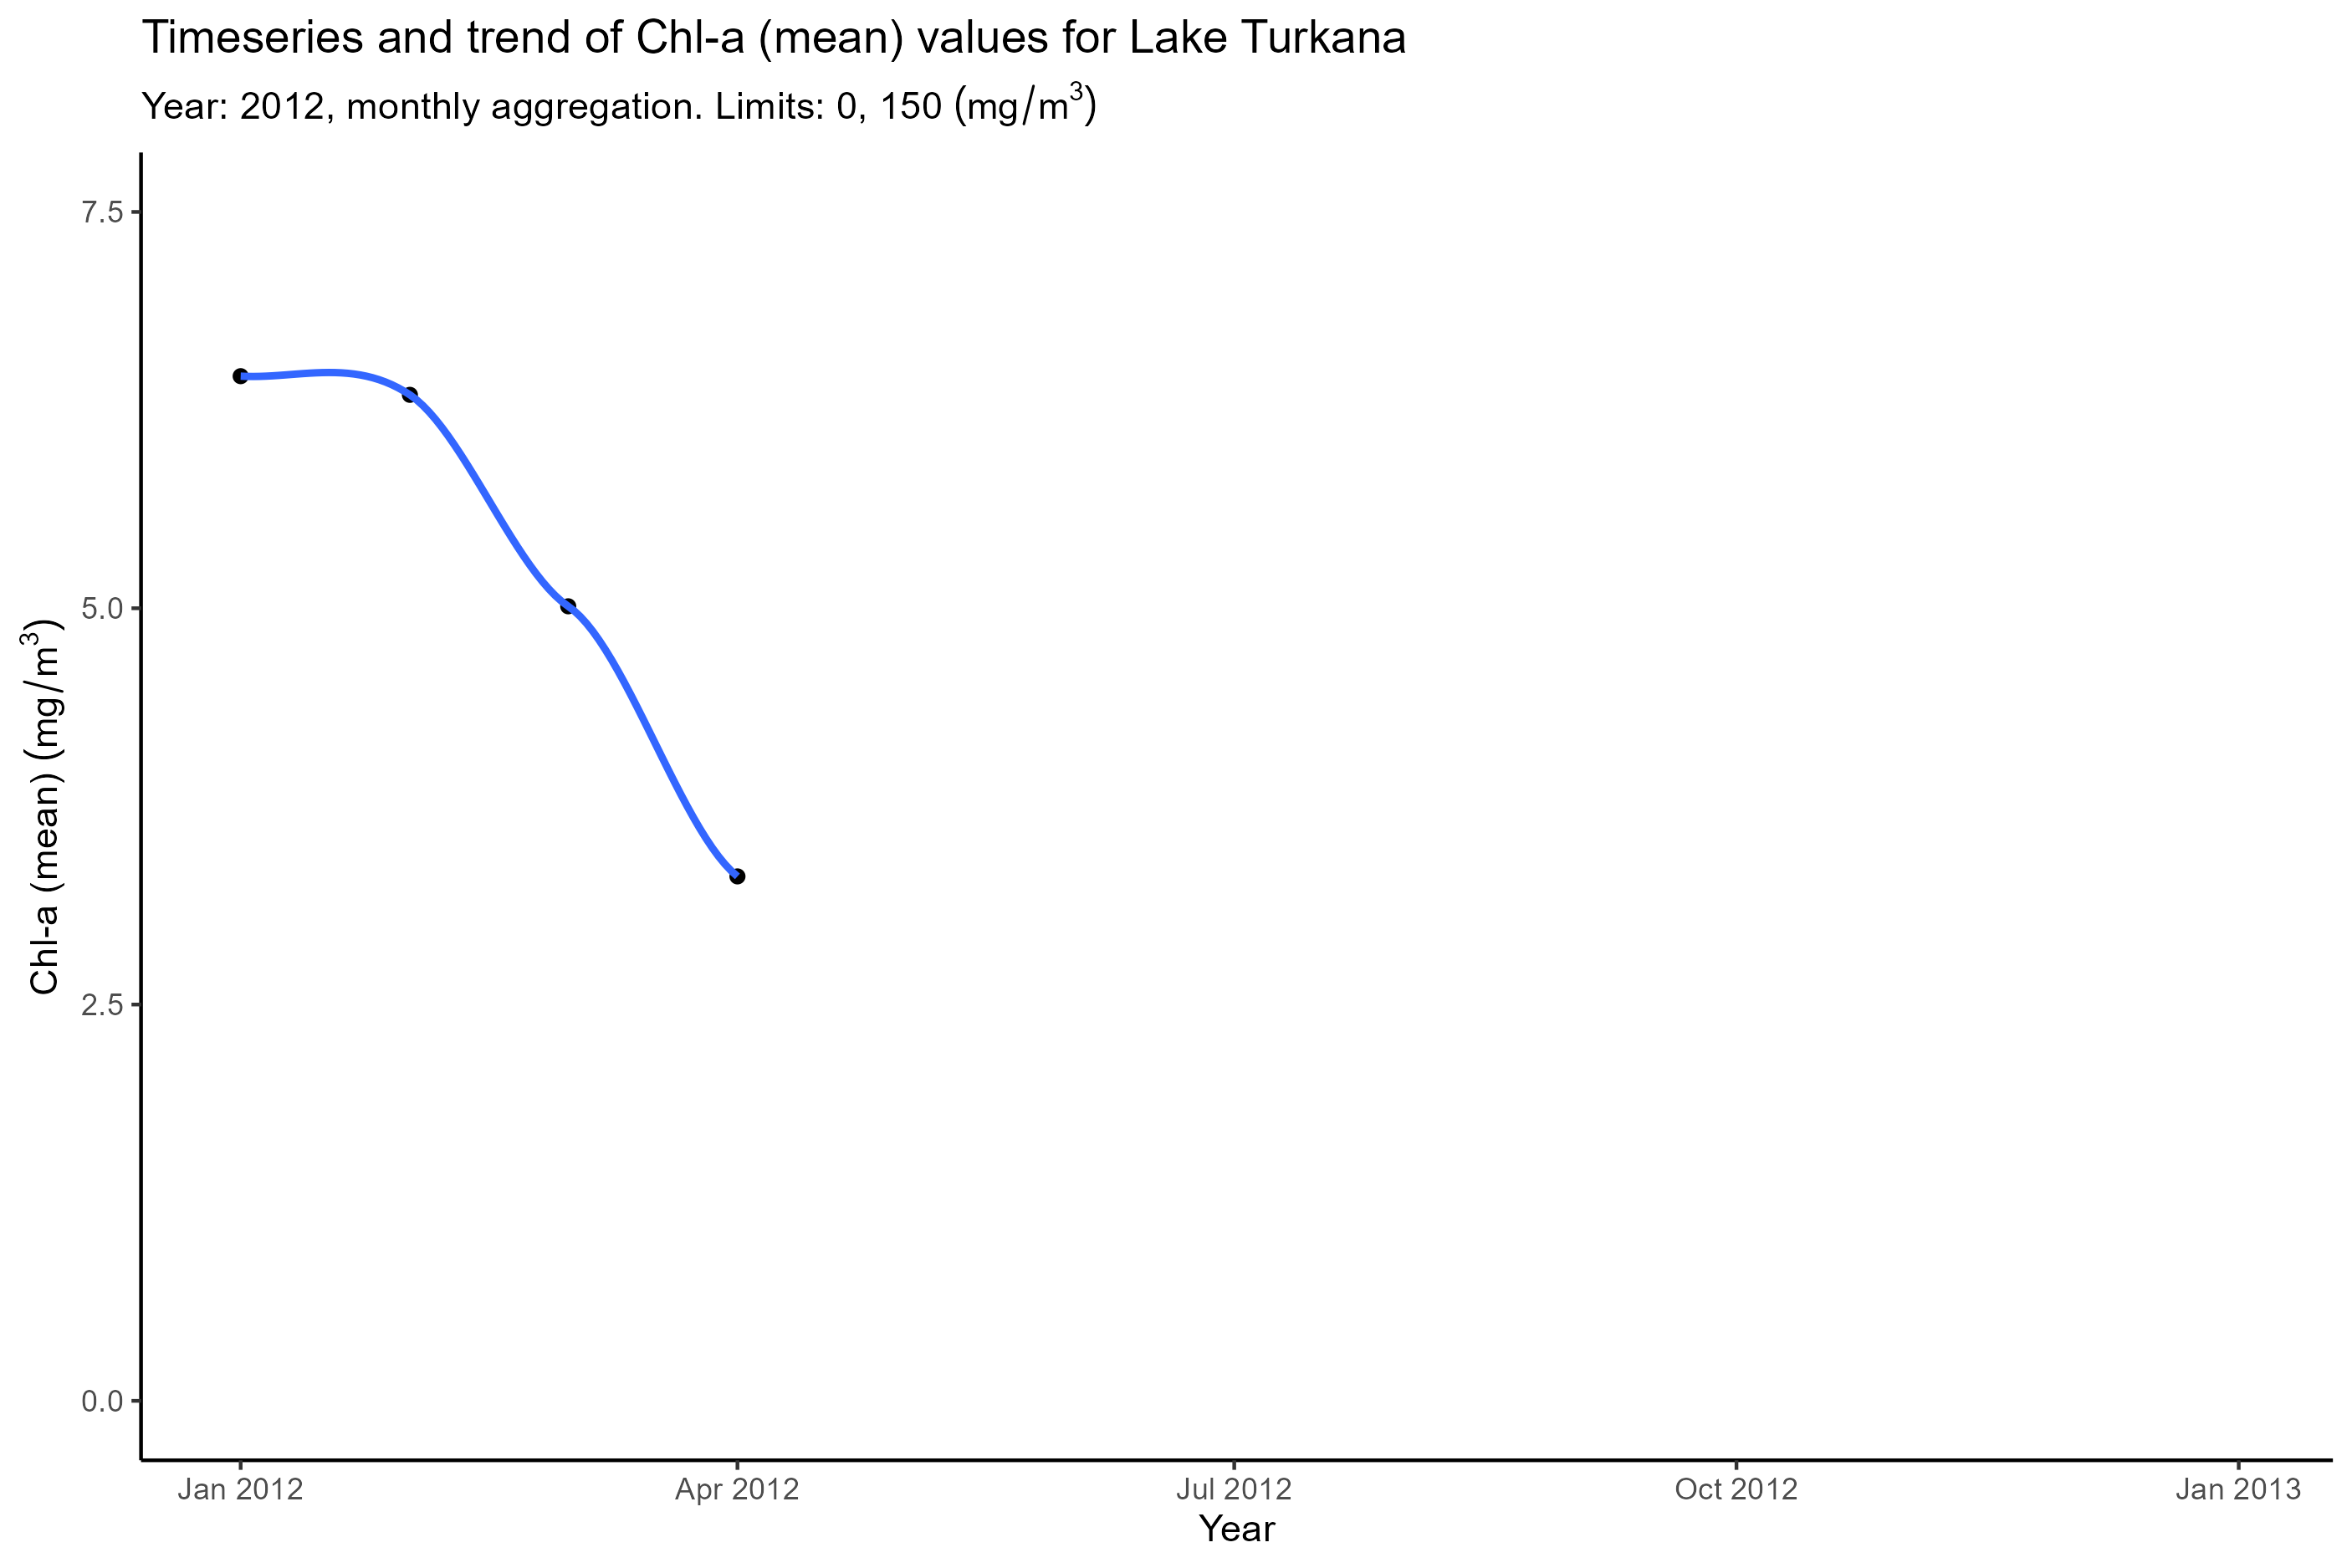 Timeseries and trend of Chl-a (mean) values for Lake Turkana
Year: 2012, monthly aggregation. Limits: 0, 150 (mg/m³)
7.5
5.0
2.5
0.0
Chl-a (mean) (mg/m³)
Jan 2012
Apr 2012
Jul 2012
Oct 2012
Jan 2013
Year